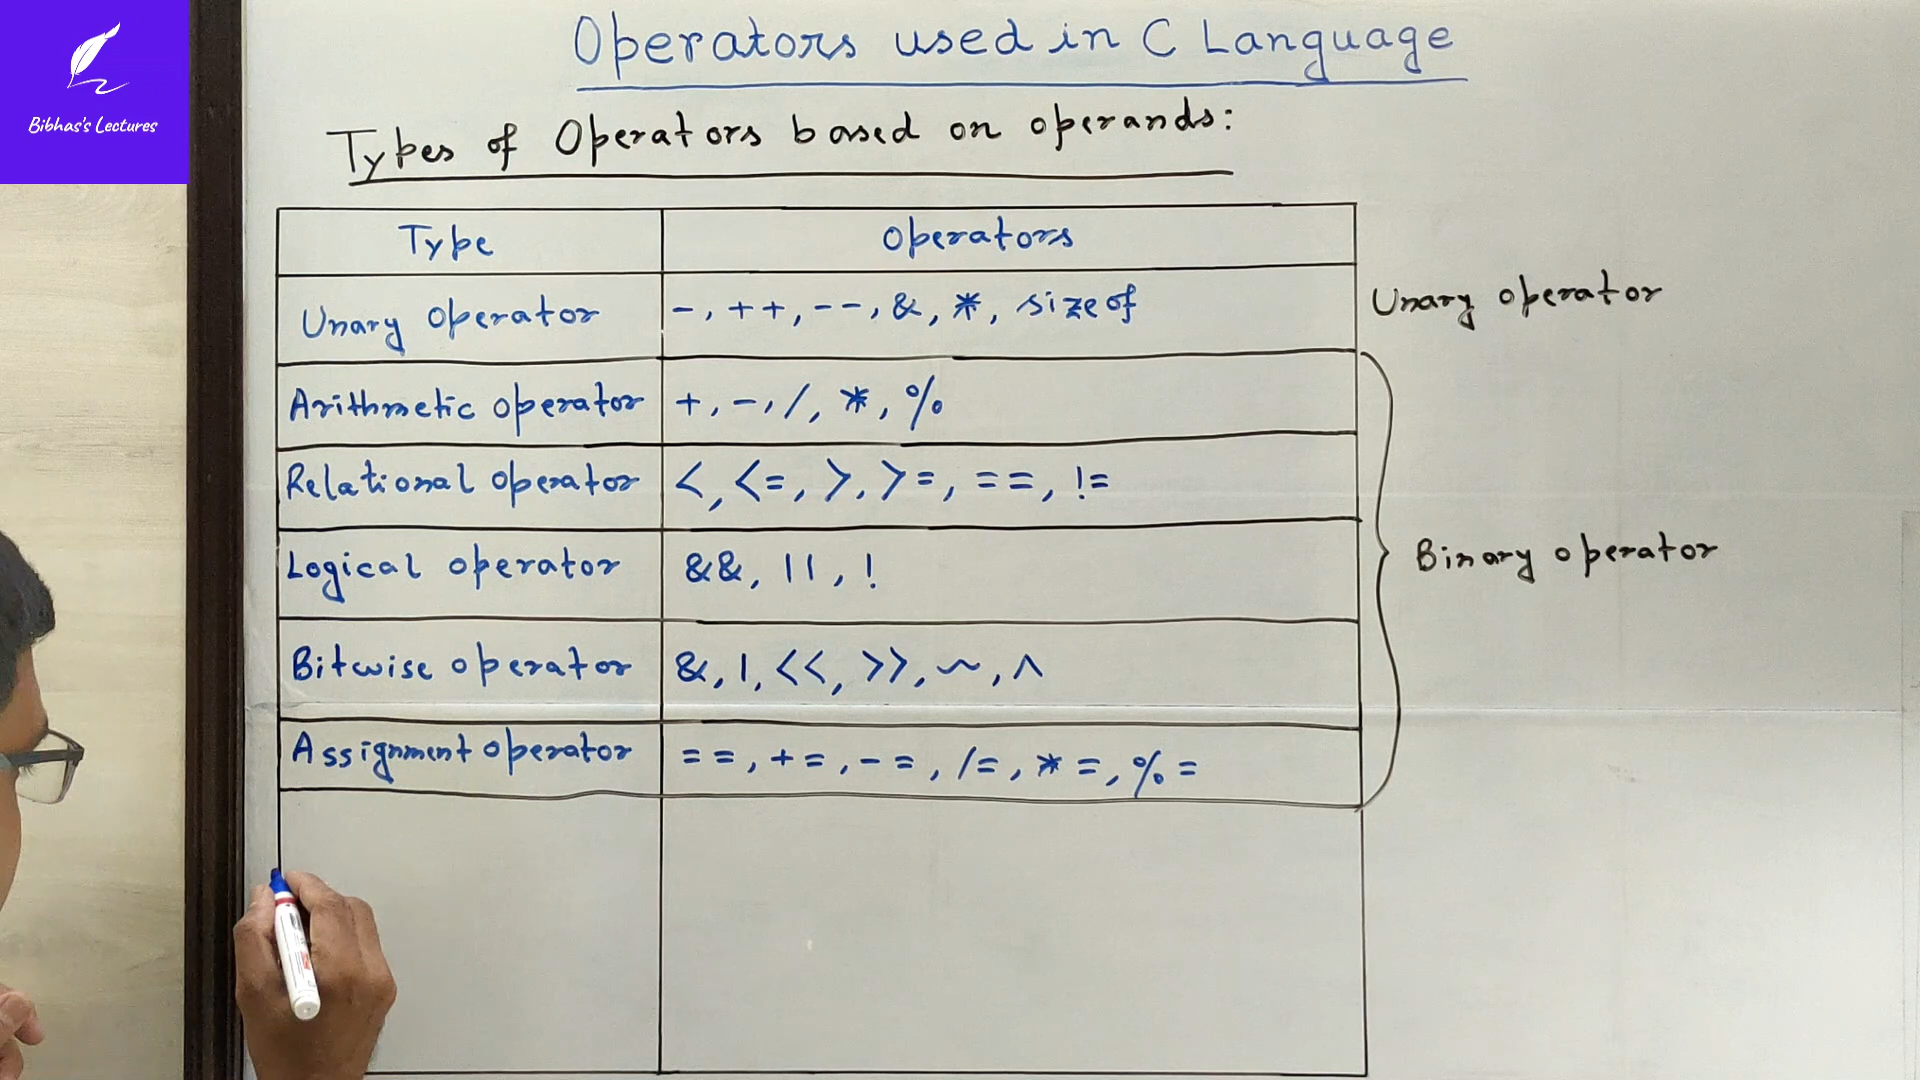 Bibhas's Lectures
Operators used in C Language
Types of Operators based on operands:
Type Operators
Unary operator -, ++, --, &, *, sizeof Unary operator
Arithmetic operator +, -, /, *, %
Relational operator <, <=, >, >=, ==, !=
Logical operator &&, ||, !
Binary operator
Bitwise operator &, |, <<, >>, ~, ^
Assignment operator ==, +=, -=, /=, *=, %=